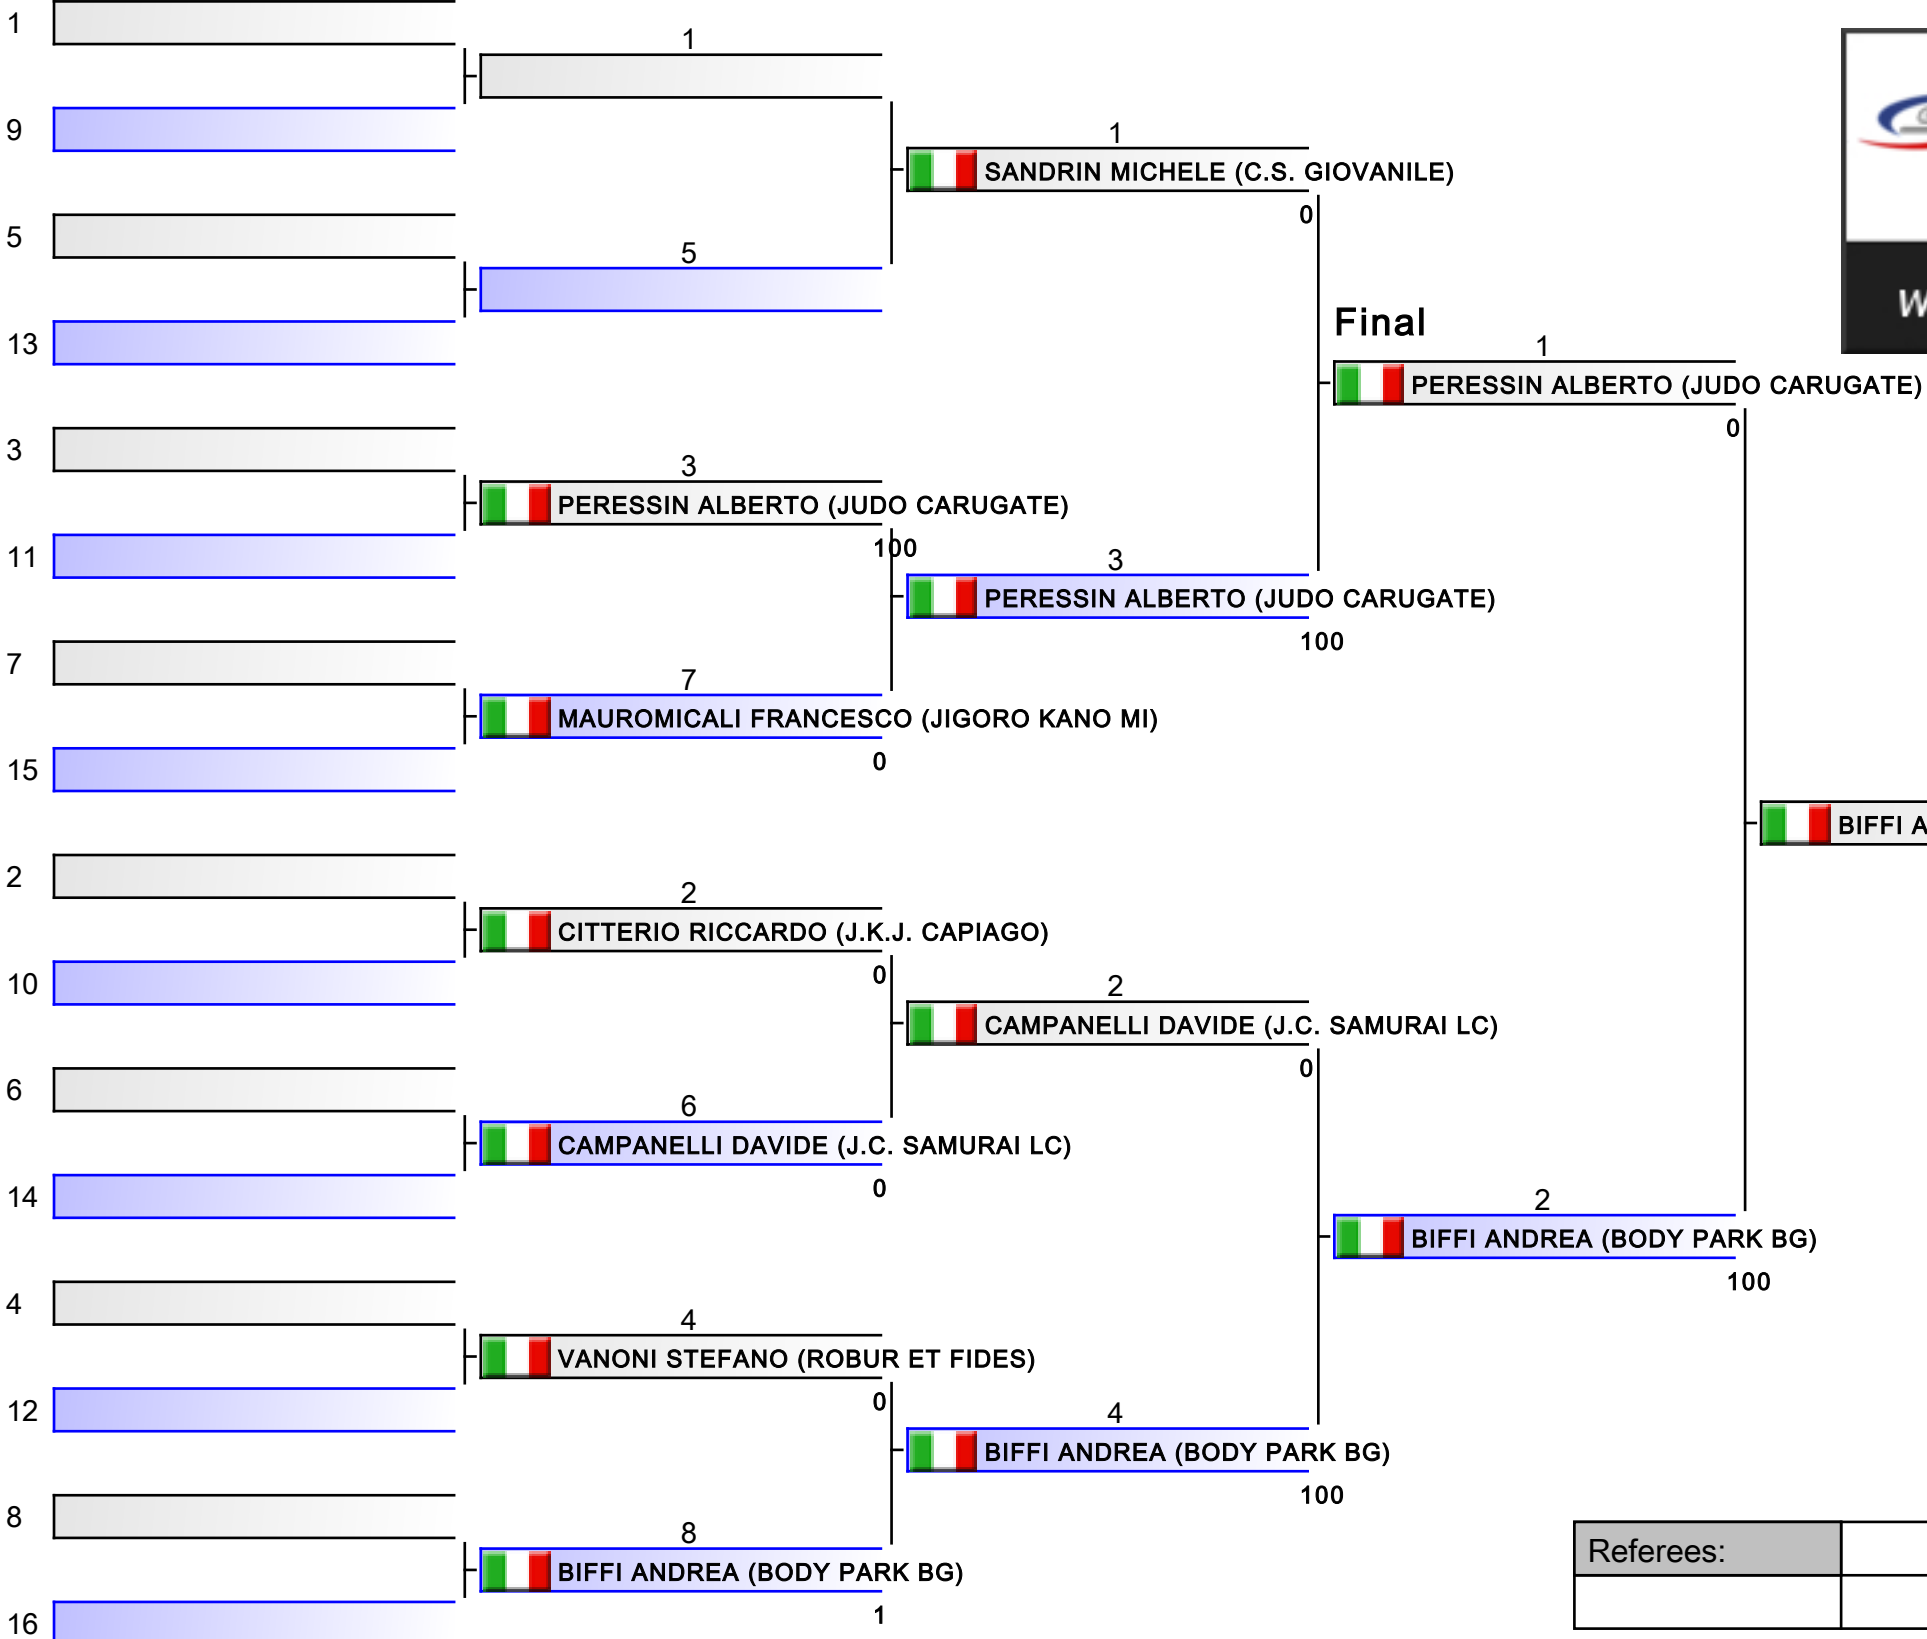 1
9
5
13
3
11
7
15
2
10
6
14
4
12
8
16
1
5
3
PERESSIN ALBERTO (JUDO CARUGATE)
100
7
MAUROMICALI FRANCESCO (JIGORO KANO MI)
0
2
CITTERIO RICCARDO (J.K.J. CAPIAGO)
0
6
CAMPANELLI DAVIDE (J.C. SAMURAI LC)
0
4
VANONI STEFANO (ROBUR ET FIDES)
0
8
BIFFI ANDREA (BODY PARK BG)
1
1
SANDRIN MICHELE (C.S. GIOVANILE)
0
3
PERESSIN ALBERTO (JUDO CARUGATE)
100
2
CAMPANELLI DAVIDE (J.C. SAMURAI LC)
0
4
BIFFI ANDREA (BODY PARK BG)
100
Final
1
PERESSIN ALBERTO (JUDO CARUGATE)
0
2
BIFFI ANDREA (BODY PARK BG)
100
BIFFI A
Referees: